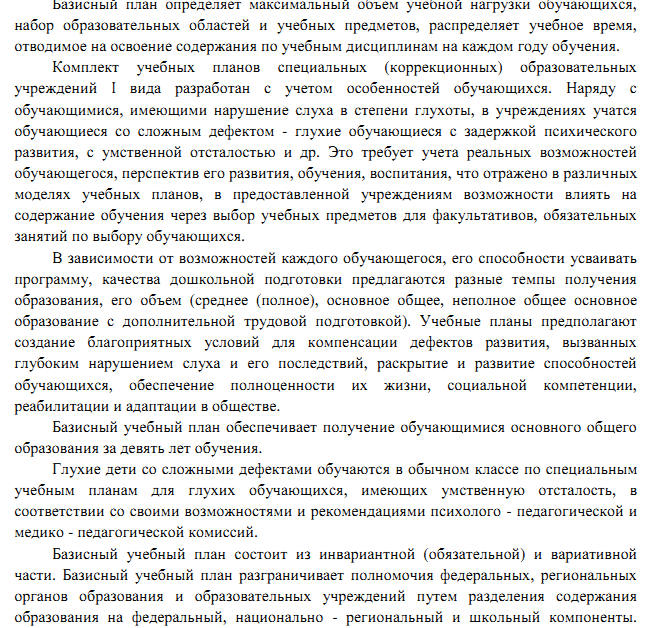 Базисный план определяет максимальный объем учебной нагрузки обучающихся,
набор образовательных областей и учебных предметов, распределяет учебное время,
отводимое на освоение содержания по учебным дисциплинам на каждом году обучения.
Комплект учебных планов специальных (коррекционных) образовательных
учреждений I вида разработан с учетом особенностей обучающихся. Наряду с
обучающимися, имеющими нарушение слуха в степени глухоты, в учреждениях учатся
обучающиеся со сложным дефектом - глухие обучающиеся с задержкой психического
развития, с умственной отсталостью и др. Это требует учета реальных возможностей
обучающегося, перспектив его развития, обучения, воспитания, что отражено в различных
моделях учебных планов, в предоставленной учреждениям возможности влиять на
содержание обучения через выбор учебных предметов для факультативов, обязательных
занятий по выбору обучающихся.
В зависимости от возможностей каждого обучающегося, его способности усваивать
программу, качества дошкольной подготовки предлагаются разные темпы получения
образования, его объем (среднее (полное), основное общее, неполное общее основное
образование с дополнительной трудовой подготовкой). Учебные планы предполагают
создание благоприятных условий для компенсации дефектов развития, вызванных
глубоким нарушением слуха и его последствий, раскрытие и развитие способностей
обучающихся, обеспечение полноценности их жизни, социальной компетенции,
реабилитации и адаптации в обществе.
Базисный учебный план обеспечивает получение обучающимися основного общего
образования за девять лет обучения.
Глухие дети со сложными дефектами обучаются в обычном классе по специальным
учебным планам для глухих обучающихся, имеющих умственную отсталость, в
соответствии со своими возможностями и рекомендациями психолого - педагогической и
медико - педагогической комиссий.
Базисный учебный план состоит из инвариантной (обязательной) и вариативной
части. Базисный учебный план разграничивает полномочия федеральных, региональных
органов образования и образовательных учреждений путем разделения содержания
образования на федеральный, национально - региональный и школьный компоненты.